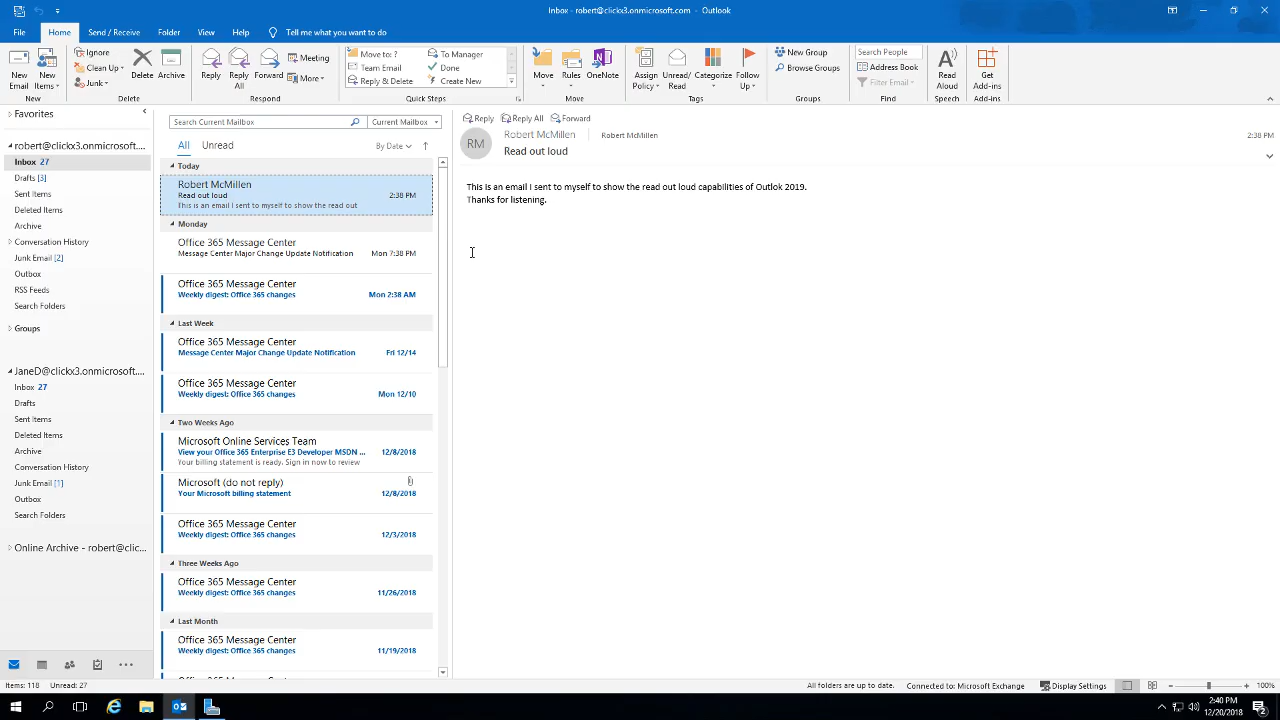 Inbox - robert@clickx3.onmicrosoft.com - Outlook
File Home Send / Receive Folder View Help Tell me what you want to do
New Email
New Items
New
Ignore
Clean Up
Junk
Delete
Archive
Delete
Reply
Reply All
Forward
Meeting
More
Respond
Move to: ?
Team Email
Reply & Delete
To Manager
Done
Create New
Quick Steps
Move
Rules
OneNote
Move
Assign Policy
Unread/ Read
Categorize
Follow Up
Tags
New Group
Browse Groups
Groups
Search People
Address Book
Filter Email
Find
Read Aloud
Speech
Get Add-ins
Add-ins
Favorites
robert@clickx3.onmicrosoft....
Inbox 27
Drafts [3]
Sent Items
Deleted Items
Archive
Conversation History
Junk Email [2]
Outbox
RSS Feeds
Search Folders
Groups
JaneD@clickx3.onmicrosoft....
Inbox 27
Drafts
Sent Items
Deleted Items
Archive
Conversation History
Junk Email [1]
Outbox
Search Folders
Online Archive - robert@clic...
Search Current Mailbox
Current Mailbox
All Unread
By Date
Today
Robert McMillen
Read out loud 2:38 PM
This is an email I sent to myself to show the read out
Monday
Office 365 Message Center
Message Center Major Change Update Notification Mon 7:38 PM
Office 365 Message Center
Weekly digest: Office 365 changes Mon 2:38 AM
Last Week
Office 365 Message Center
Message Center Major Change Update Notification Fri 12/14
Office 365 Message Center
Weekly digest: Office 365 changes Mon 12/10
Two Weeks Ago
Microsoft Online Services Team
View your Office 365 Enterprise E3 Developer MSDN ... 12/8/2018
Your billing statement is ready. Sign in now to review
Microsoft (do not reply)
Your Microsoft billing statement 12/8/2018
Office 365 Message Center
Weekly digest: Office 365 changes 12/3/2018
Three Weeks Ago
Office 365 Message Center
Weekly digest: Office 365 changes 11/26/2018
Last Month
Office 365 Message Center
Weekly digest: Office 365 changes 11/19/2018
Reply Reply All Forward
RM
Robert McMillen Robert McMillen
2:38 PM
Read out loud
This is an email I sent to myself to show the read out loud capabilities of Outlok 2019.
Thanks for listening.
Items: 118 Unread: 27
All folders are up to date. Connected to: Microsoft Exchange Display Settings 100%
2:40 PM
12/20/2018
2